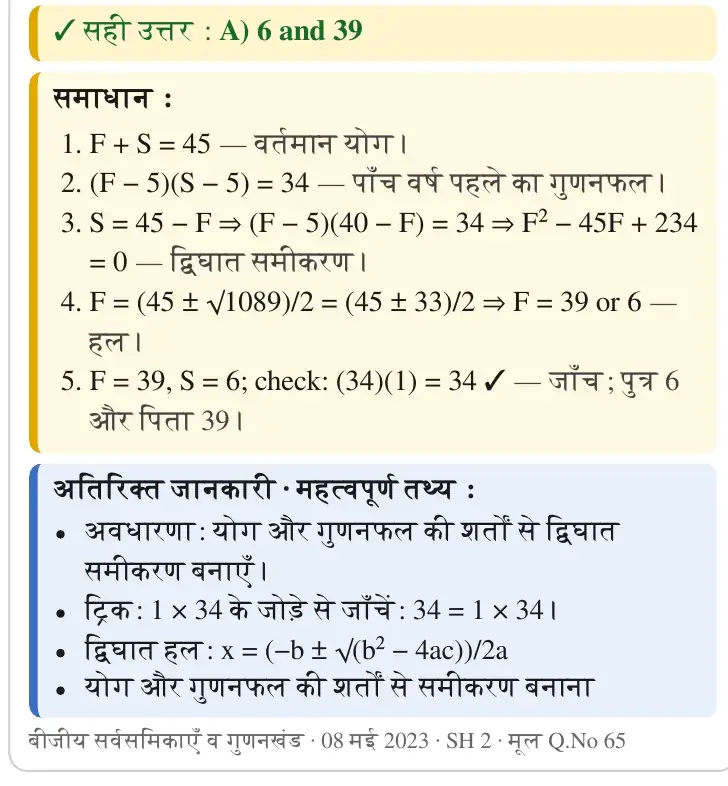 ✓ सही उत्तर : A) 6 and 39
समाधान :
1. F + S = 45 — वर्तमान योग।
2. (F − 5)(S − 5) = 34 — पाँच वर्ष पहले का गुणनफल।
3. S = 45 − F ⇒ (F − 5)(40 − F) = 34 ⇒ F² − 45F + 234
= 0 — द्विघात समीकरण।
4. F = (45 ± √1089)/2 = (45 ± 33)/2 ⇒ F = 39 or 6 —
हल।
5. F = 39, S = 6; check: (34)(1) = 34 ✓ — जाँच ; पुत्र 6
और पिता 39।
अतिरिक्त जानकारी · महत्वपूर्ण तथ्य :
• अवधारणा : योग और गुणनफल की शर्तों से द्विघात
समीकरण बनाएँ।
• ट्रिक : 1 × 34 के जोड़े से जाँचें : 34 = 1 × 34।
• द्विघात हल : x = (−b ± √(b² − 4ac))/2a
• योग और गुणनफल की शर्तों से समीकरण बनाना
बीजीय सर्वसमिकाएँ व गुणनखंड · 08 मई 2023 · SH 2 · मूल Q.No 65